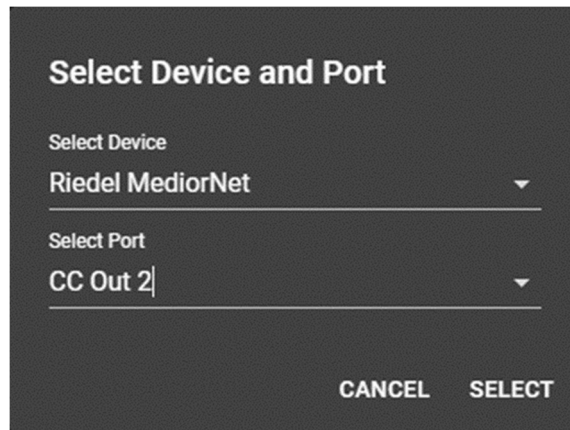 Select Device and Port
Select Device
Riedel MediorNet
Select Port
CC Out 2
CANCEL SELECT